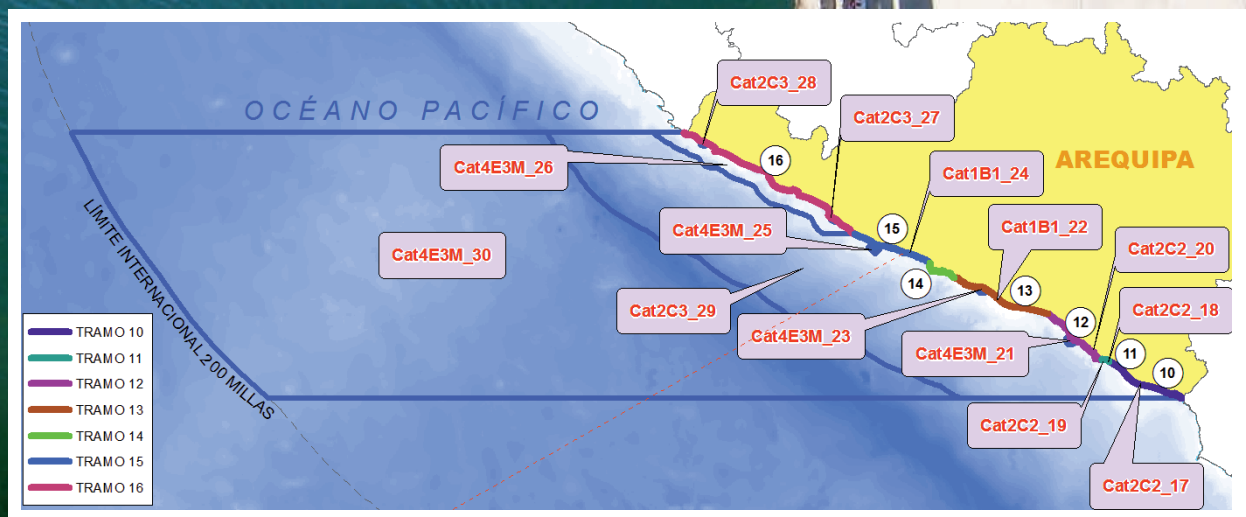 Cat2C3_28
OCÉANO PACÍFICO
Cat2C3_27
Cat4E3M_26
16
AREQUIPA
Cat1B1_24
Cat4E3M_25
15
Cat1B1_22
Cat4E3M_30
Cat2C2_20
14
13
Cat2C3_29
Cat2C2_18
12
Cat4E3M_23
Cat4E3M_21
11
10
LÍMITE INTERNACIONAL 200 MILLAS
Cat2C2_19
Cat2C2_17
TRAMO 10
TRAMO 11
TRAMO 12
TRAMO 13
TRAMO 14
TRAMO 15
TRAMO 16